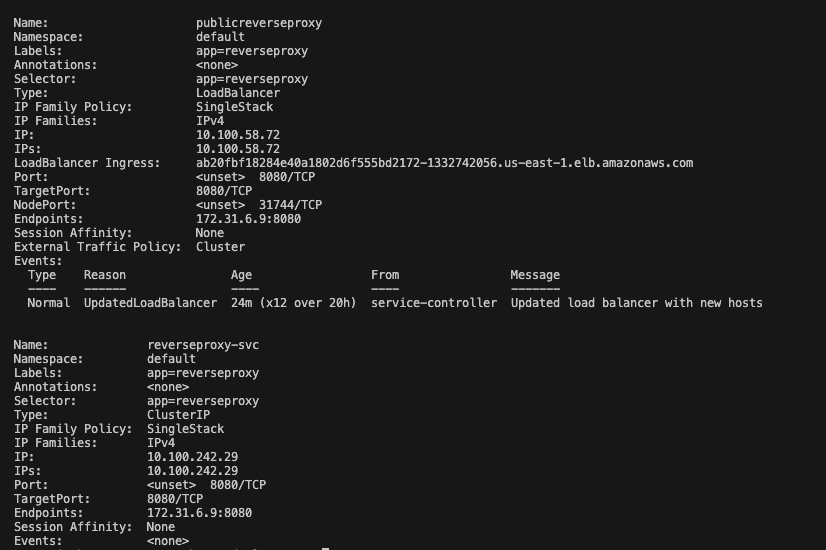 Name:                     publicreverseproxy
Namespace:                default
Labels:                   app=reverseproxy
Annotations:              <none>
Selector:                 app=reverseproxy
Type:                     LoadBalancer
IP Family Policy:         SingleStack
IP Families:              IPv4
IP:                       10.100.58.72
IPs:                      10.100.58.72
LoadBalancer Ingress:     ab20fbf18284e40a1802d6f555bd2172-1332742056.us-east-1.elb.amazonaws.com
Port:                     <unset>  8080/TCP
TargetPort:               8080/TCP
NodePort:                 <unset>  31744/TCP
Endpoints:                172.31.6.9:8080
Session Affinity:         None
External Traffic Policy:  Cluster
Events:
  Type    Reason               Age                 From                Message
  ----    ------               ----                ----                -------
  Normal  UpdatedLoadBalancer  24m (x12 over 20h)  service-controller  Updated load balancer with new hosts
Name:              reverseproxy-svc
Namespace:         default
Labels:            app=reverseproxy
Annotations:       <none>
Selector:          app=reverseproxy
Type:              ClusterIP
IP Family Policy:  SingleStack
IP Families:       IPv4
IP:                10.100.242.29
IPs:               10.100.242.29
Port:              <unset>  8080/TCP
TargetPort:        8080/TCP
Endpoints:         172.31.6.9:8080
Session Affinity:  None
Events:            <none>